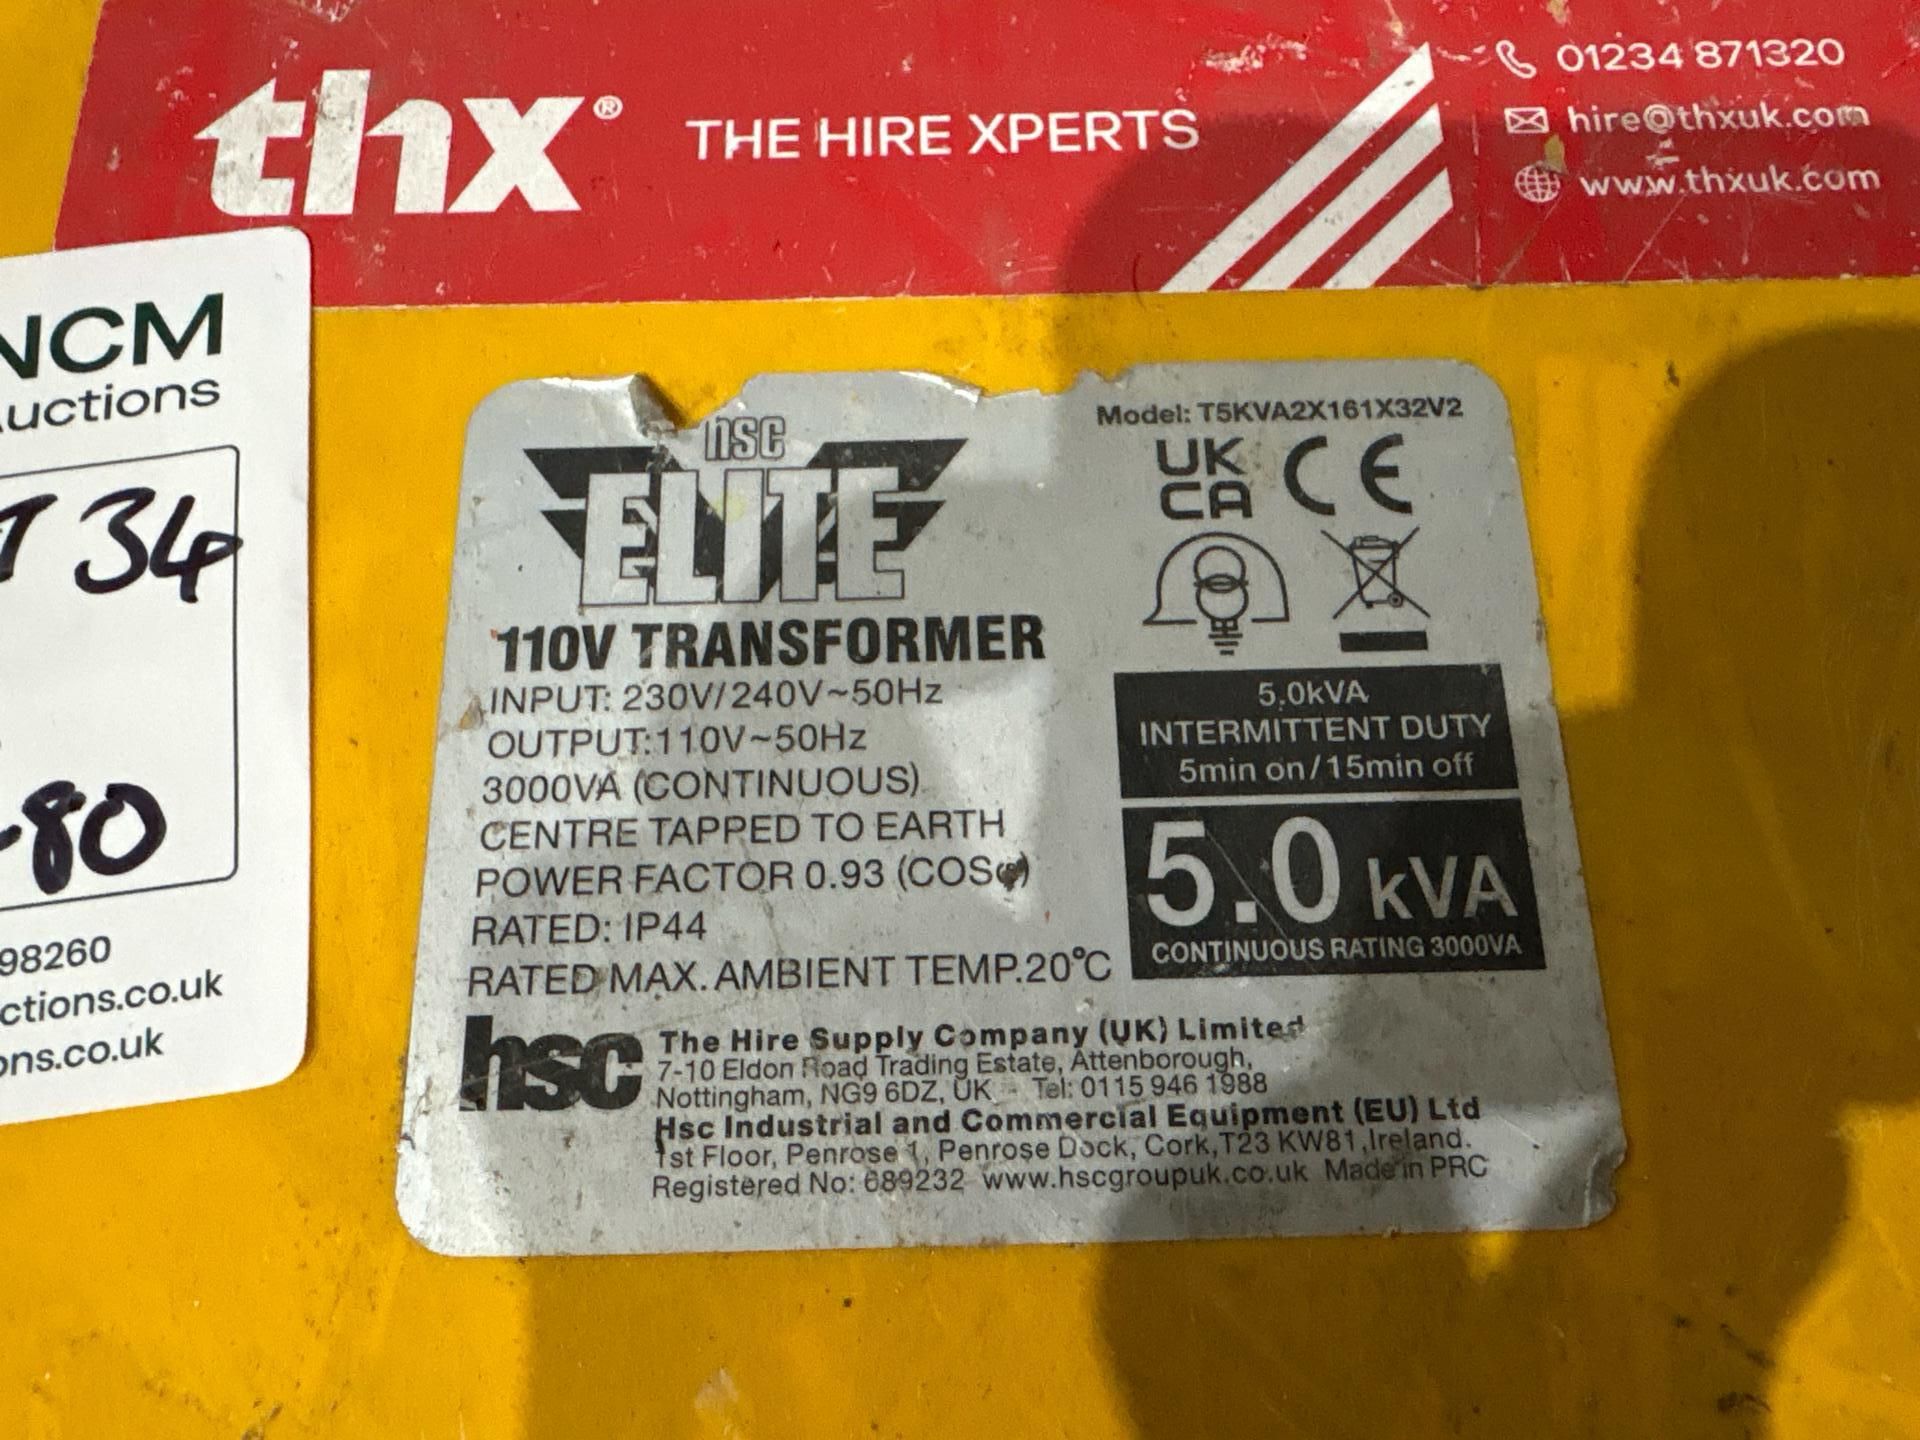 thx® THE HIRE XPERTS
01234 871320
hire@thxuk.com
www.thxuk.com
NCM
Auctions
34
80
98260
ctions.co.uk
ons.co.uk
hsc
ELITE
110V TRANSFORMER
INPUT: 230V/240V~50Hz
OUTPUT:110V~50Hz
3000VA (CONTINUOUS)
CENTRE TAPPED TO EARTH
POWER FACTOR 0.93 (COSφ)
RATED: IP44
RATED MAX. AMBIENT TEMP.20°C
Model: T5KVA2X161X32V2
UK
CA CE
5.0kVA
INTERMITTENT DUTY
5min on/15min off
5.0 kVA
CONTINUOUS RATING 3000VA
hsc
The Hire Supply Company (UK) Limited
7-10 Eldon Road Trading Estate, Attenborough,
Nottingham, NG9 6DZ, UK - Tel: 0115 946 1988
Hsc Industrial and Commercial Equipment (EU) Ltd
1st Floor, Penrose 1, Penrose Dock, Cork,T23 KW81,Ireland.
Registered No: 689232 www.hscgroupuk.co.uk Made in PRC